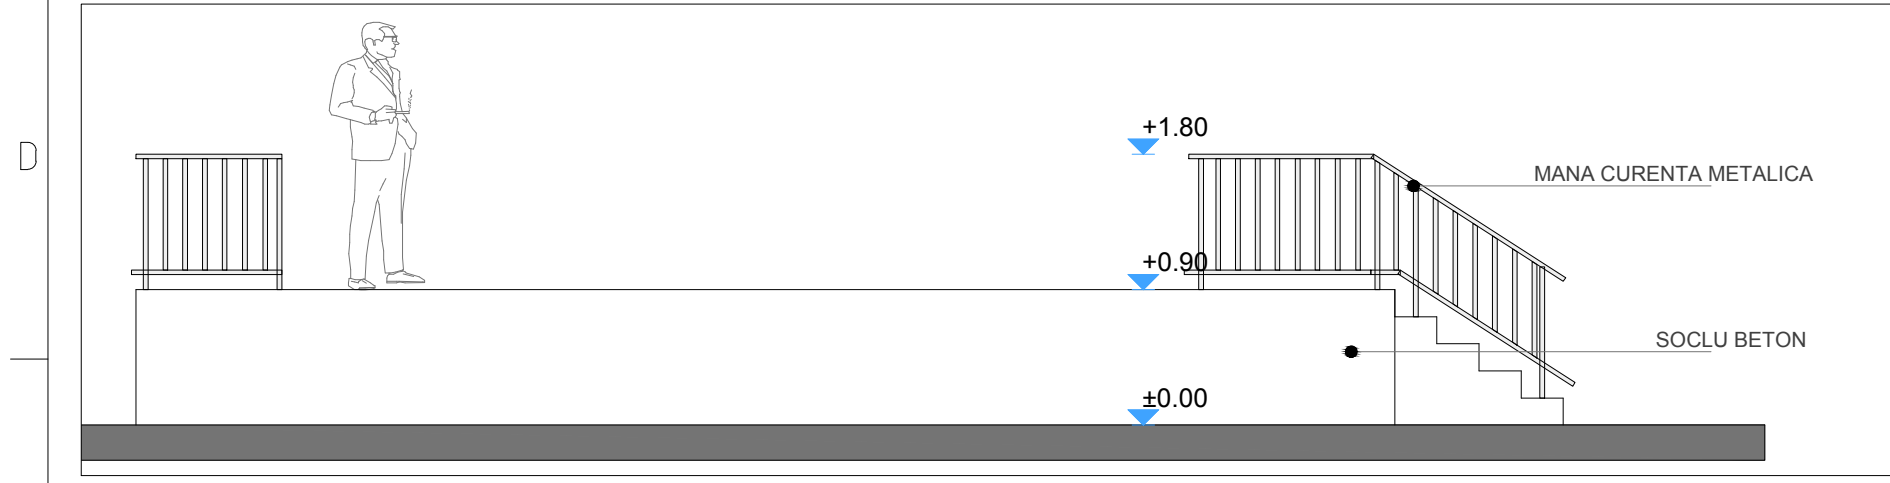 D
+1.80
MANA CURENTA METALICA
+0.90
SOCLU BETON
±0.00